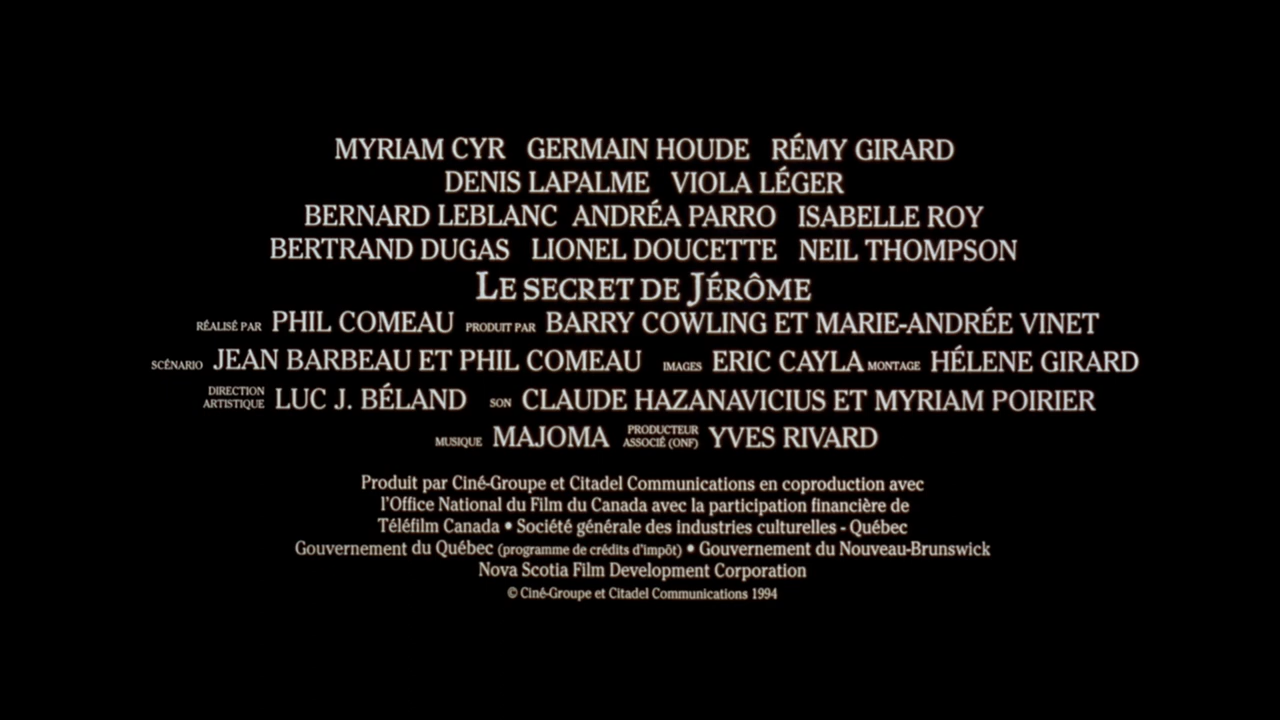 MYRIAM CYR GERMAIN HOUDE RÉMY GIRARD
DENIS LAPALME VIOLA LÉGER
BERNARD LEBLANC ANDRÉA PARRO ISABELLE ROY
BERTRAND DUGAS LIONEL DOUCETTE NEIL THOMPSON
LE SECRET DE JÉRÔME
RÉALISÉ PAR PHIL COMEAU PRODUIT PAR BARRY COWLING ET MARIE-ANDRÉE VINET
SCÉNARIO JEAN BARBEAU ET PHIL COMEAU IMAGES ERIC CAYLA MONTAGE HÉLENE GIRARD
DIRECTION ARTISTIQUE LUC J. BÉLAND SON CLAUDE HAZANAVICIUS ET MYRIAM POIRIER
MUSIQUE MAJOMA PRODUCTEUR ASSOCIÉ (ONF) YVES RIVARD
Produit par Ciné-Groupe et Citadel Communications en coproduction avec
l'Office National du Film du Canada avec la participation financière de
Téléfilm Canada • Société générale des industries culturelles - Québec
Gouvernement du Québec (programme de crédits d'impôt) • Gouvernement du Nouveau-Brunswick
Nova Scotia Film Development Corporation
© Ciné-Groupe et Citadel Communications 1994